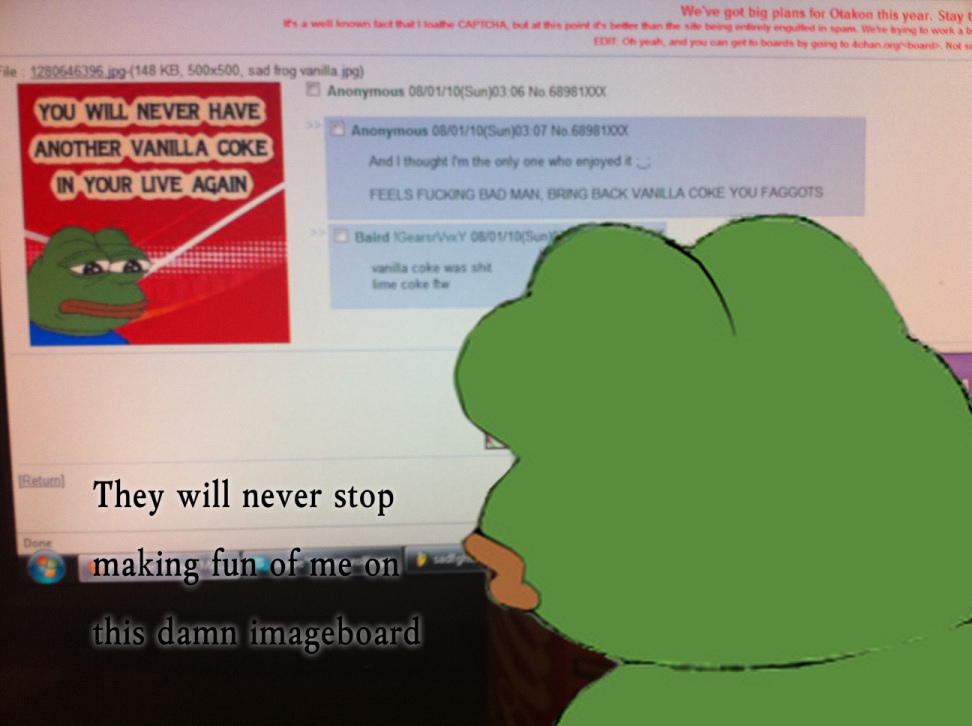 We've got big plans for Otakon this year. Stay t
It's a well known fact that I loathe CAPTCHA, but at this point it's better than the site being entirely engulfed in spam. We're trying to work a b
EDIT: Oh yeah, and you can get to boards by going to 4chan.org/<board>. Not s
File : 1280646396.jpg-(148 KB, 500x500, sad frog vanilla.jpg)
YOU WILL NEVER HAVE
ANOTHER VANILLA COKE
IN YOUR LIVE AGAIN
Anonymous 08/01/10(Sun)03:06 No.68981XXX
>> Anonymous 08/01/10(Sun)03:07 No.68981XXX
And I thought I'm the only one who enjoyed it ;_;
FEELS FUCKING BAD MAN, BRING BACK VANILLA COKE YOU FAGGOTS
>> Baird !GearsrVvxY 08/01/10(Sun)
vanilla coke was shit
lime coke ftw
[Return]
They will never stop
Done
making fun of me on
this damn imageboard